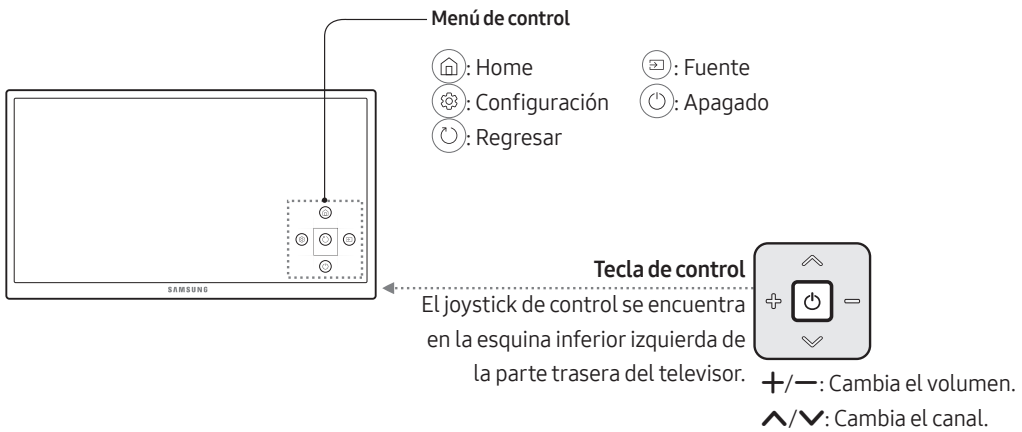 Menú de control
: Home
: Fuente
: Configuración
: Apagado
: Regresar
SAMSUNG
Tecla de control
El joystick de control se encuentra
en la esquina inferior izquierda de
la parte trasera del televisor.
+/−: Cambia el volumen.
∧/∨: Cambia el canal.